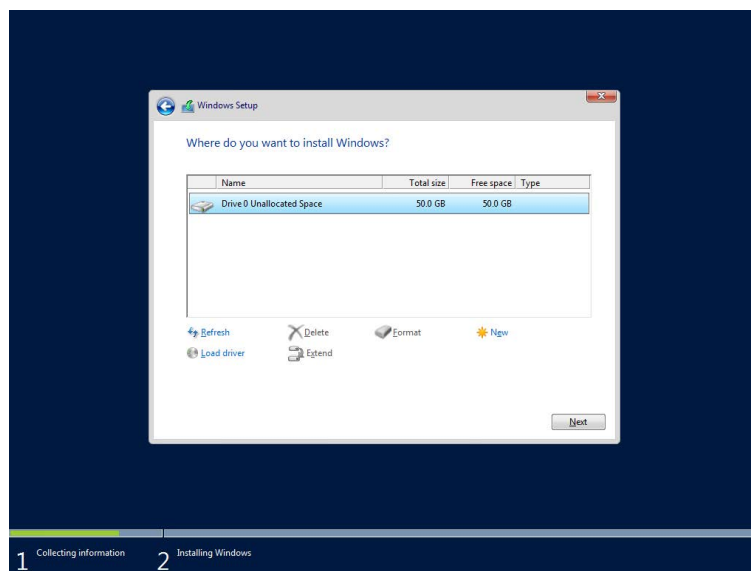 Windows Setup
Where do you want to install Windows?
Name Total size Free space Type
Drive 0 Unallocated Space 50.0 GB 50.0 GB
Refresh Delete Format New
Load driver Extend
Next
1 Collecting information 2 Installing Windows